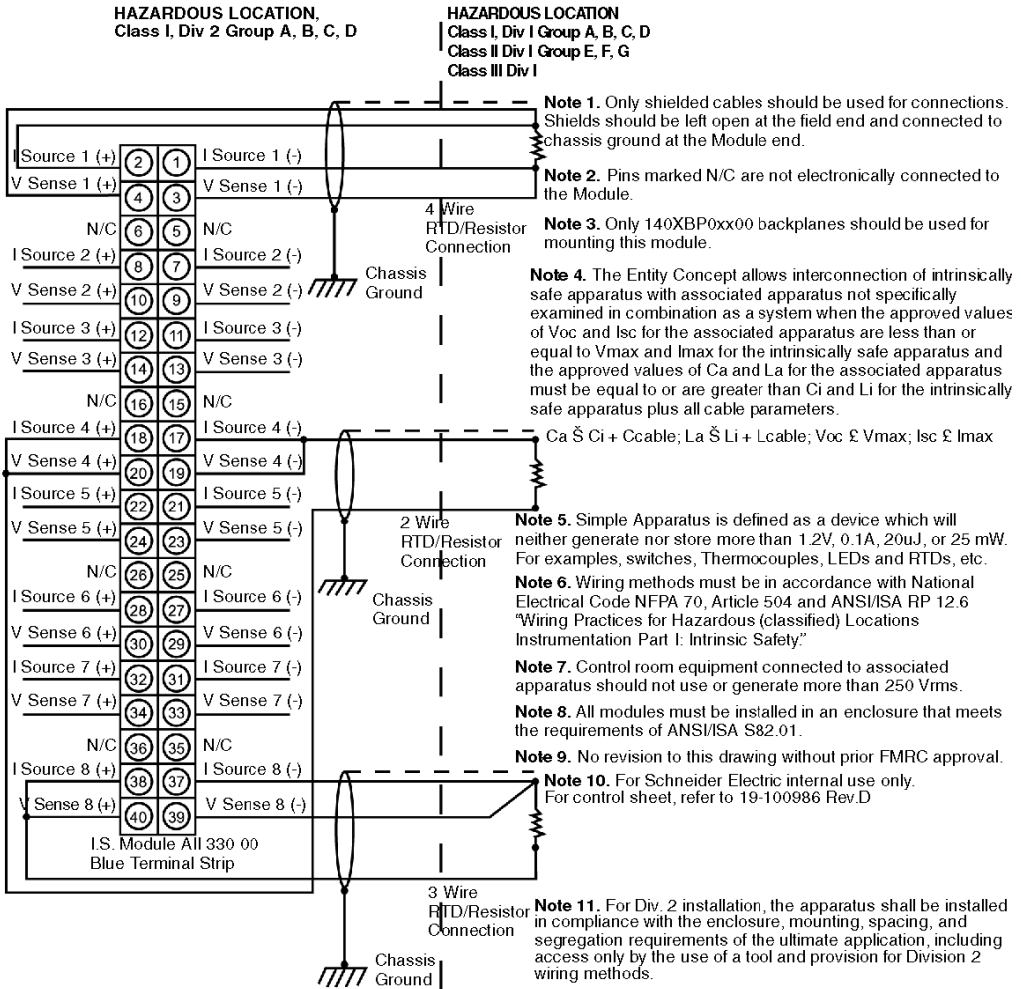 HAZARDOUS LOCATION,
Class I, Div 2 Group A, B, C, D
HAZARDOUS LOCATION
Class I, Div I Group A, B, C, D
Class II Div I Group E, F, G
Class III Div I
I Source 1 (+) 2 1 I Source 1 (-)
V Sense 1 (+) 4 3 V Sense 1 (-)
N/C 6 5 N/C
I Source 2 (+) 8 7 I Source 2 (-)
V Sense 2 (+) 10 9 V Sense 2 (-)
I Source 3 (+) 12 11 I Source 3 (-)
V Sense 3 (+) 14 13 V Sense 3 (-)
N/C 16 15 N/C
I Source 4 (+) 18 17 I Source 4 (-)
V Sense 4 (+) 20 19 V Sense 4 (-)
I Source 5 (+) 22 21 I Source 5 (-)
V Sense 5 (+) 24 23 V Sense 5 (-)
N/C 26 25 N/C
I Source 6 (+) 28 27 I Source 6 (-)
V Sense 6 (+) 30 29 V Sense 6 (-)
I Source 7 (+) 32 31 I Source 7 (-)
V Sense 7 (+) 34 33 V Sense 7 (-)
N/C 36 35 N/C
I Source 8 (+) 38 37 I Source 8 (-)
V Sense 8 (+) 40 39 V Sense 8 (-)
I.S. Module AII 330 00
Blue Terminal Strip
4 Wire
RTD/Resistor
Connection
Chassis
Ground
2 Wire
RTD/Resistor
Connection
Chassis
Ground
3 Wire
RTD/Resistor
Connection
Chassis
Ground
Note 1. Only shielded cables should be used for connections.
Shields should be left open at the field end and connected to
chassis ground at the Module end.
Note 2. Pins marked N/C are not electronically connected to
the Module.
Note 3. Only 140XBP0xx00 backplanes should be used for
mounting this module.
Note 4. The Entity Concept allows interconnection of intrinsically
safe apparatus with associated apparatus not specifically
examined in combination as a system when the approved values
of Voc and Isc for the associated apparatus are less than or
equal to Vmax and Imax for the intrinsically safe apparatus and
the approved values of Ca and La for the associated apparatus
must be equal to or are greater than Ci and Li for the intrinsically
safe apparatus plus all cable parameters.
Ca Š Ci + Ccable; La Š Li + Lcable; Voc £ Vmax; Isc £ Imax
Note 5. Simple Apparatus is defined as a device which will
neither generate nor store more than 1.2V, 0.1A, 20uJ, or 25 mW.
For examples, switches, Thermocouples, LEDs and RTDs, etc.
Note 6. Wiring methods must be in accordance with National
Electrical Code NFPA 70, Article 504 and ANSI/ISA RP 12.6
"Wiring Practices for Hazardous (classified) Locations
Instrumentation Part I: Intrinsic Safety."
Note 7. Control room equipment connected to associated
apparatus should not use or generate more than 250 Vrms.
Note 8. All modules must be installed in an enclosure that meets
the requirements of ANSI/ISA S82.01.
Note 9. No revision to this drawing without prior FMRC approval.
Note 10. For Schneider Electric internal use only.
For control sheet, refer to 19-100986 Rev.D
Note 11. For Div. 2 installation, the apparatus shall be installed
in compliance with the enclosure, mounting, spacing, and
segregation requirements of the ultimate application, including
access only by the use of a tool and provision for Division 2
wiring methods.